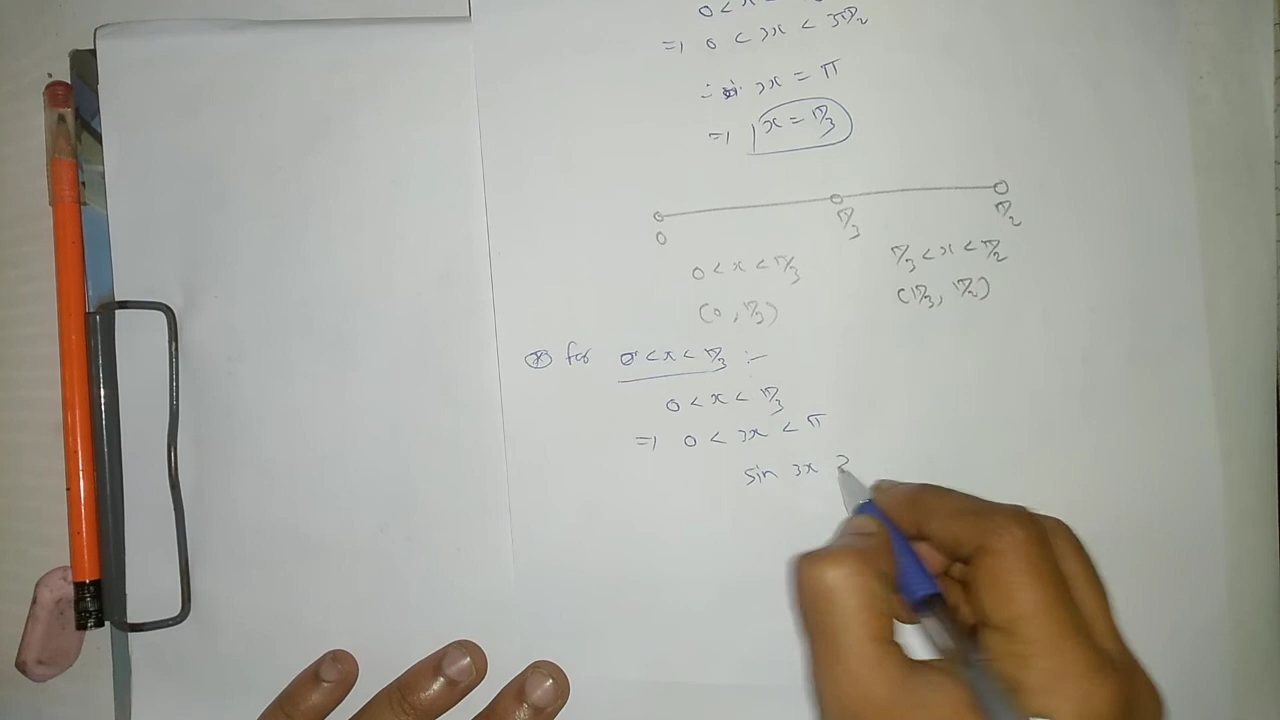 0 < x <
=) 0 < 3x < 3π/2
∴ 3x = π
=) x = π/3
0 π/3 π/2
0 < x < π/3 π/3 < x < π/2
(0, π/3) (π/3, π/2)
⊛ for 0 < x < π/3 :-
0 < x < π/3
=) 0 < 3x < π
sin 3x